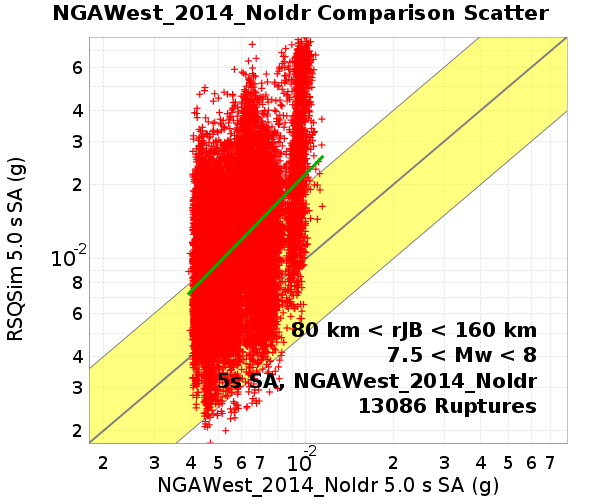 NGAWest_2014_NoIdr Comparison Scatter
RSQSim 5.0 s SA (g)
6
4
3
2
10-2
8
6
4
3
2
80 km < rJB < 160 km
7.5 < Mw < 8
5s SA, NGAWest_2014_NoIdr
13086 Ruptures
2 3 4 5 6 7 10-2 2 3 4 5 6 7
NGAWest_2014_NoIdr 5.0 s SA (g)